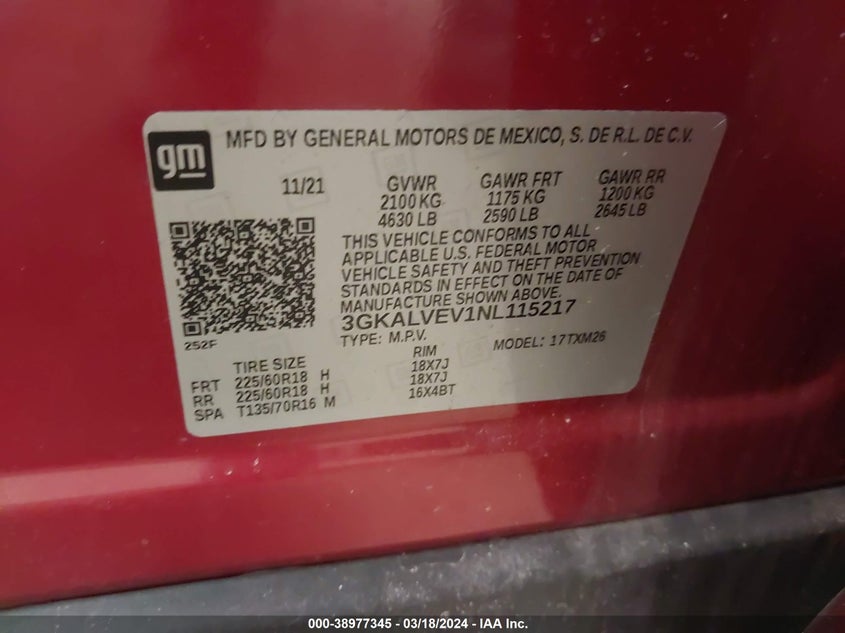 gm
MFD BY GENERAL MOTORS DE MEXICO, S. DE R.L. DE C.V.
11/21 GVWR GAWR FRT GAWR RR
2100 KG 1175 KG 1200 KG
4630 LB 2590 LB 2645 LB
THIS VEHICLE CONFORMS TO ALL
APPLICABLE U.S. FEDERAL MOTOR
VEHICLE SAFETY AND THEFT PREVENTION
STANDARDS IN EFFECT ON THE DATE OF
MANUFACTURE SHOWN ABOVE.
3GKALVEV1NL115217
252F
TYPE: M.P.V. MODEL: 17TXM26
TIRE SIZE RIM
FRT 225/60R18 H 18X7J
RR 225/60R18 H 18X7J
SPA T135/70R16 M 16X4BT
000-38977345 / 03/18/2024 — IAA Inc.